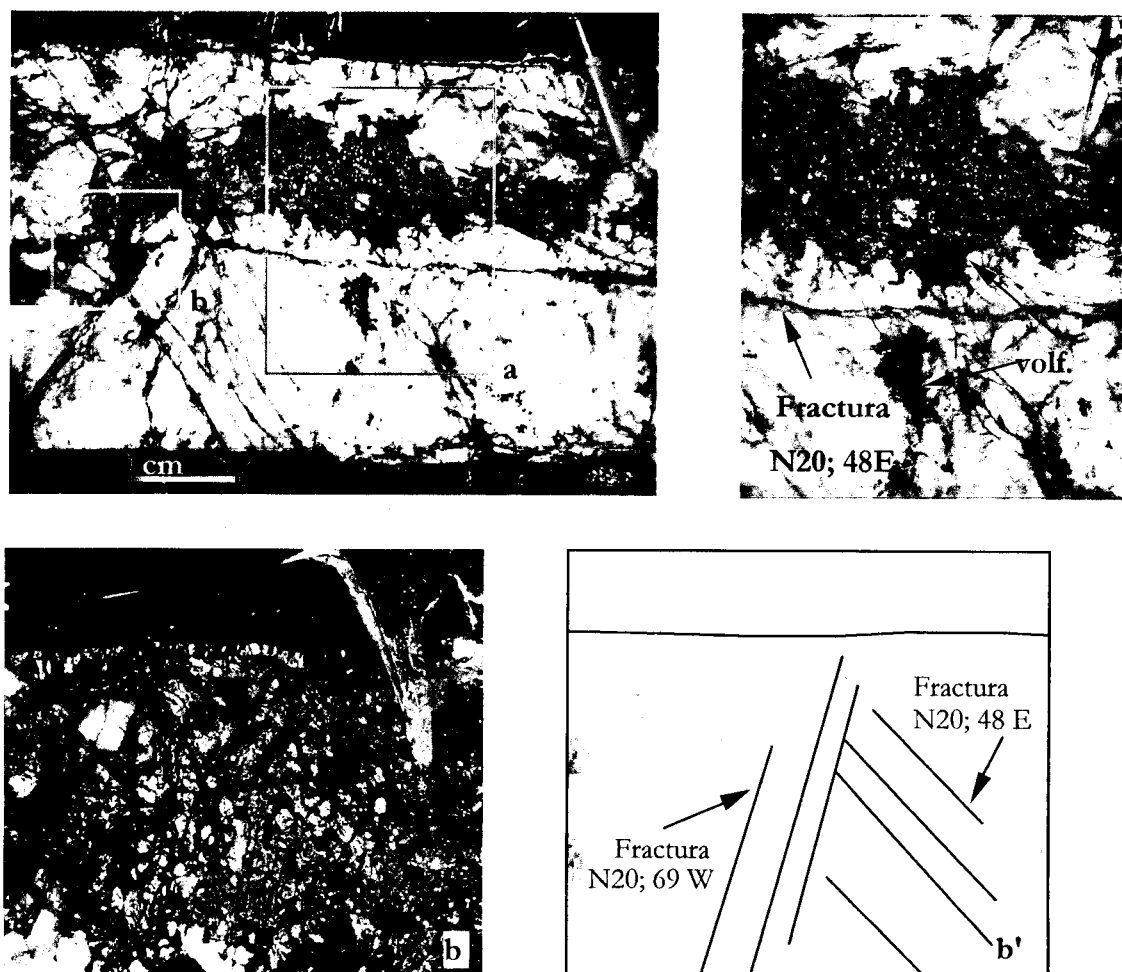 b
a
cm
volf.
Fractura
N20; 48E
b
Fractura
N20; 48 E
Fractura
N20; 69 W
b'